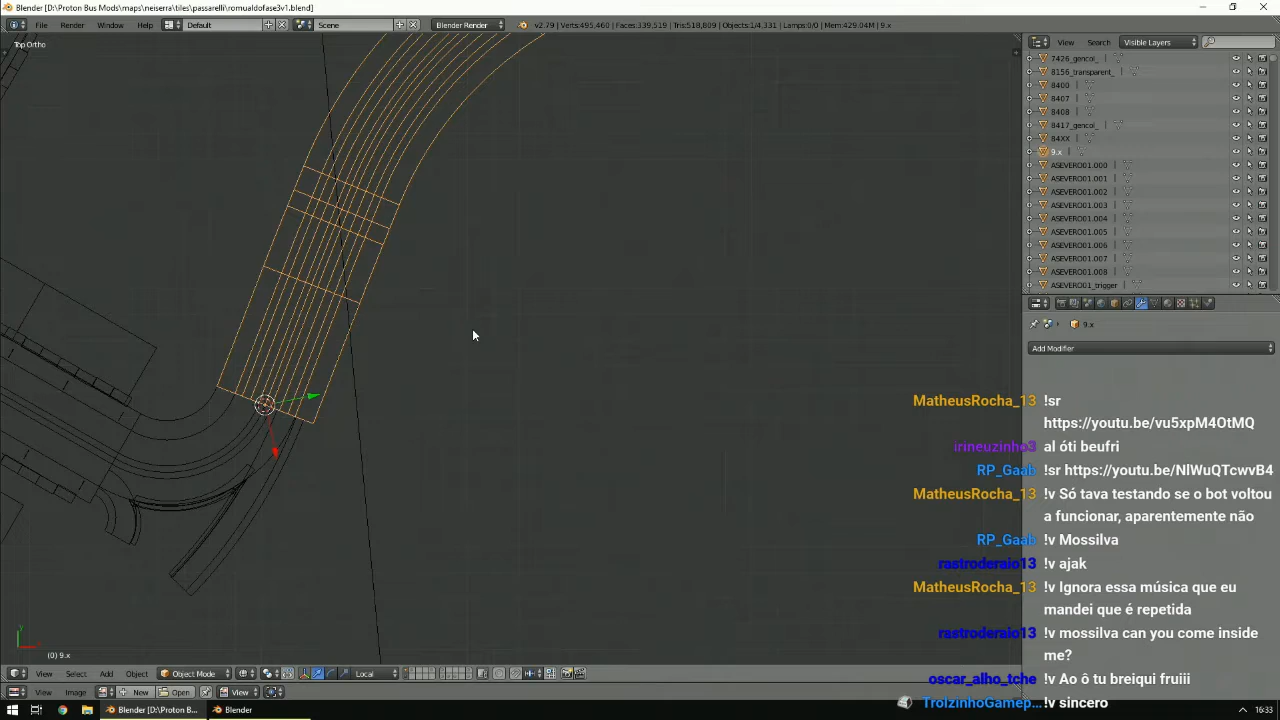 Blender [D:\Proton Bus Mods\maps\neiserra\tiles\passarelli\romualdofase3v1.blend]
File Render Window Help Default Scene Blender Render v2.79 | Verts:495,460 | Faces:339,519 | Tris:518,809 | Objects:1/4,331 | Lamps:0/0 | Mem:429.04M | 9.x
Top Ortho
View Search Visible Layers
7426_gencol_
8156_transparent_
8400
8407
8408
8417_gencol_
84XX
9.x
ASEVERO01.000
ASEVERO01.001
ASEVERO01.002
ASEVERO01.003
ASEVERO01.004
ASEVERO01.005
ASEVERO01.006
ASEVERO01.007
ASEVERO01.008
ASEVERO01_trigger
9.x
Add Modifier
MatheusRocha_13 !sr
https://youtu.be/vu5xpM4OtMQ
irineuzinho3 al óti beufri
RP_Gaab !sr https://youtu.be/NlWuQTcwvB4
MatheusRocha_13 !v Só tava testando se o bot voltou
a funcionar, aparentemente não
RP_Gaab !v Mossilva
rastroderaio13 !v ajak
MatheusRocha_13 !v Ignora essa música que eu
mandei que é repetida
rastroderaio13 !v mossilva can you come inside
me?
oscar_alho_tche !v Ao ô tu breiqui fruiii
TrolzinhoGamep... !v sincero
(0) 9.x
View Select Add Object Object Mode Local
View Image New Open View
Blender [D:\Proton B... Blender 16:33